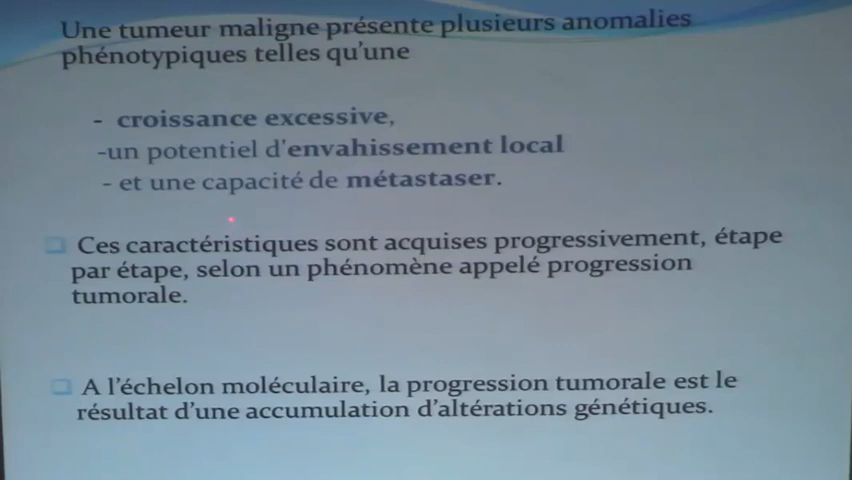 Une tumeur maligne présente plusieurs anomalies
phénotypiques telles qu'une
- croissance excessive,
-un potentiel d'envahissement local
- et une capacité de métastaser.
Ces caractéristiques sont acquises progressivement, étape
par étape, selon un phénomène appelé progression
tumorale.
A l'échelon moléculaire, la progression tumorale est le
résultat d'une accumulation d'altérations génétiques.